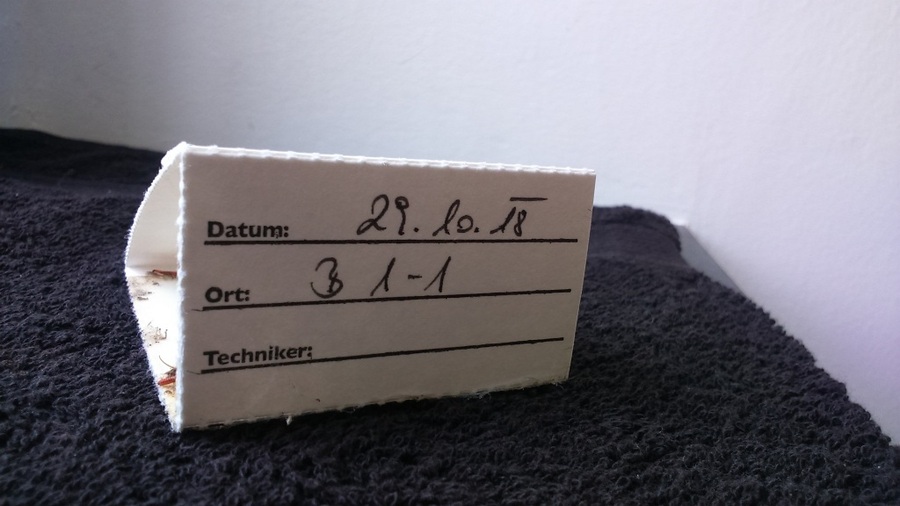 Datum: 29. 10. 18
Ort: B 1-1
Techniker: